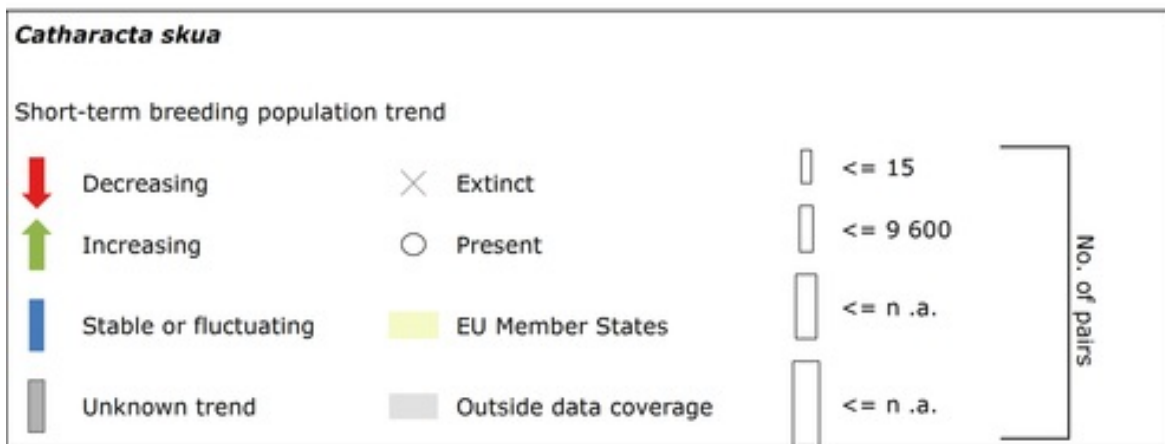 Catharacta skua
Short-term breeding population trend
Decreasing
Increasing
Stable or fluctuating
Unknown trend
Extinct
Present
EU Member States
Outside data coverage
<= 15
<= 9 600
<= n .a.
<= n .a.
No. of pairs